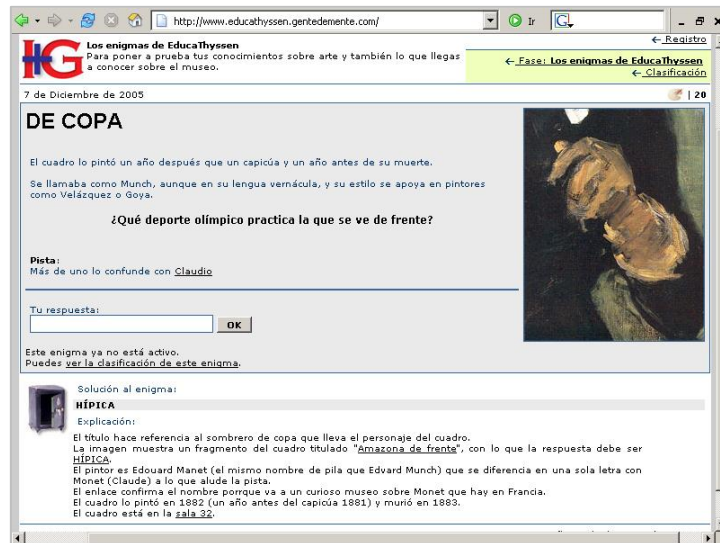 http://www.educathyssen.gentedemente.com/
Ir
G
HG
Los enigmas de EducaThyssen
Para poner a prueba tus conocimientos sobre arte y también lo que llegas
a conocer sobre el museo.
← Registro
← Fase: Los enigmas de EducaThyssen
← Clasificación
7 de Diciembre de 2005
| 20
DE COPA
El cuadro lo pintó un año después que un capicúa y un año antes de su muerte.
Se llamaba como Munch, aunque en su lengua vernácula, y su estilo se apoya en pintores
como Velázquez o Goya.
¿Qué deporte olímpico practica la que se ve de frente?
Pista:
Más de uno lo confunde con Claudio
Tu respuesta:
OK
Este enigma ya no está activo.
Puedes ver la clasificación de este enigma.
Solución al enigma:
HÍPICA
Explicación:
El título hace referencia al sombrero de copa que lleva el personaje del cuadro.
La imagen muestra un fragmento del cuadro titulado "Amazona de frente", con lo que la respuesta debe ser
HÍPICA.
El pintor es Edouard Manet (el mismo nombre de pila que Edvard Munch) que se diferencia en una sola letra con
Monet (Claude) a lo que alude la pista.
El enlace confirma el nombre porrque va a un curioso museo sobre Monet que hay en Francia.
El cuadro lo pintó en 1882 (un año antes del capicúa 1881) y murió en 1883.
El cuadro está en la sala 32.